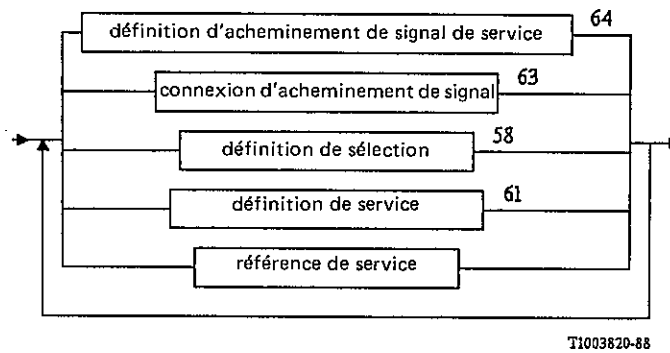 définition d'acheminement de signal de service 64
connexion d'acheminement de signal 63
définition de sélection 58
définition de service 61
référence de service
T1003820-88